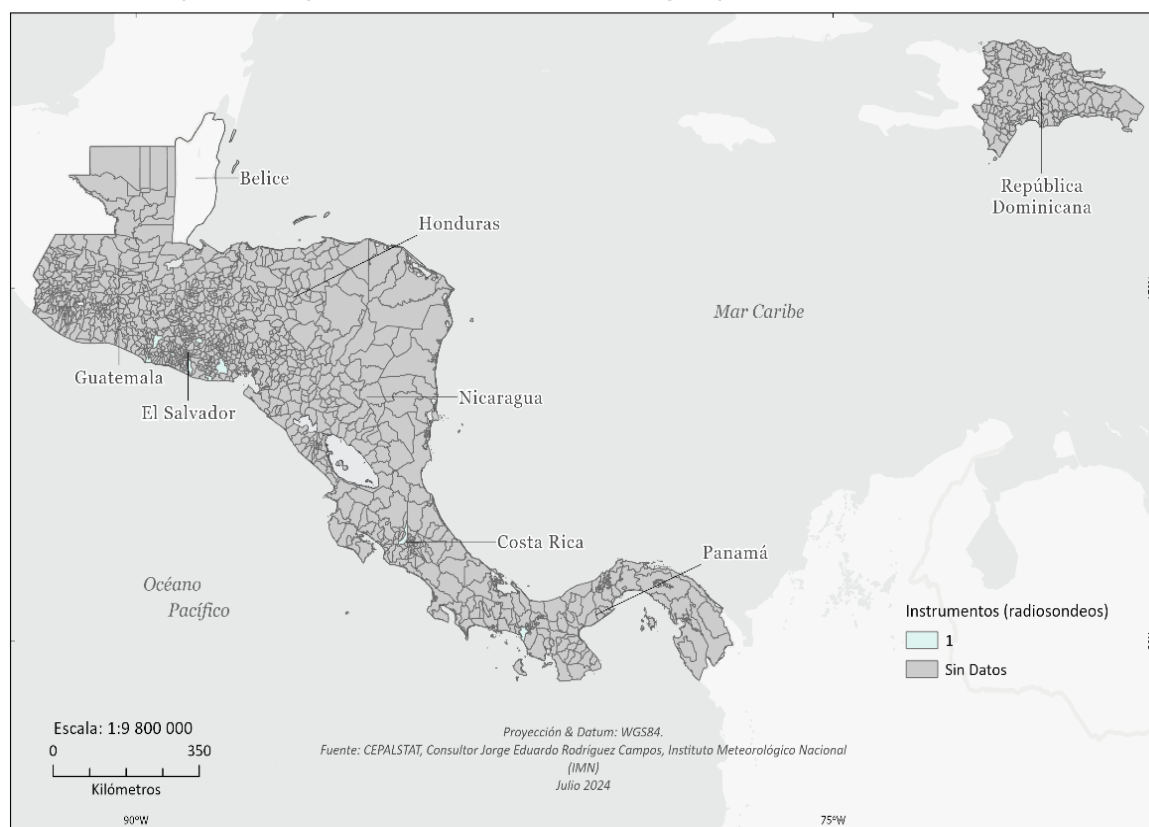 Belice
República
Dominicana
Honduras
Mar Caribe
Guatemala
El Salvador
Nicaragua
Costa Rica
Panamá
Océano
Pacífico
Instrumentos (radiosondeos)
1
Sin Datos
Escala: 1:9 800 000
0 350
Kilómetros
Proyección & Datum: WGS84.
Fuente: CEPALSTAT, Consultor Jorge Eduardo Rodríguez Campos, Instituto Meteorológico Nacional
(IMN)
Julio 2024
90°W
75°W